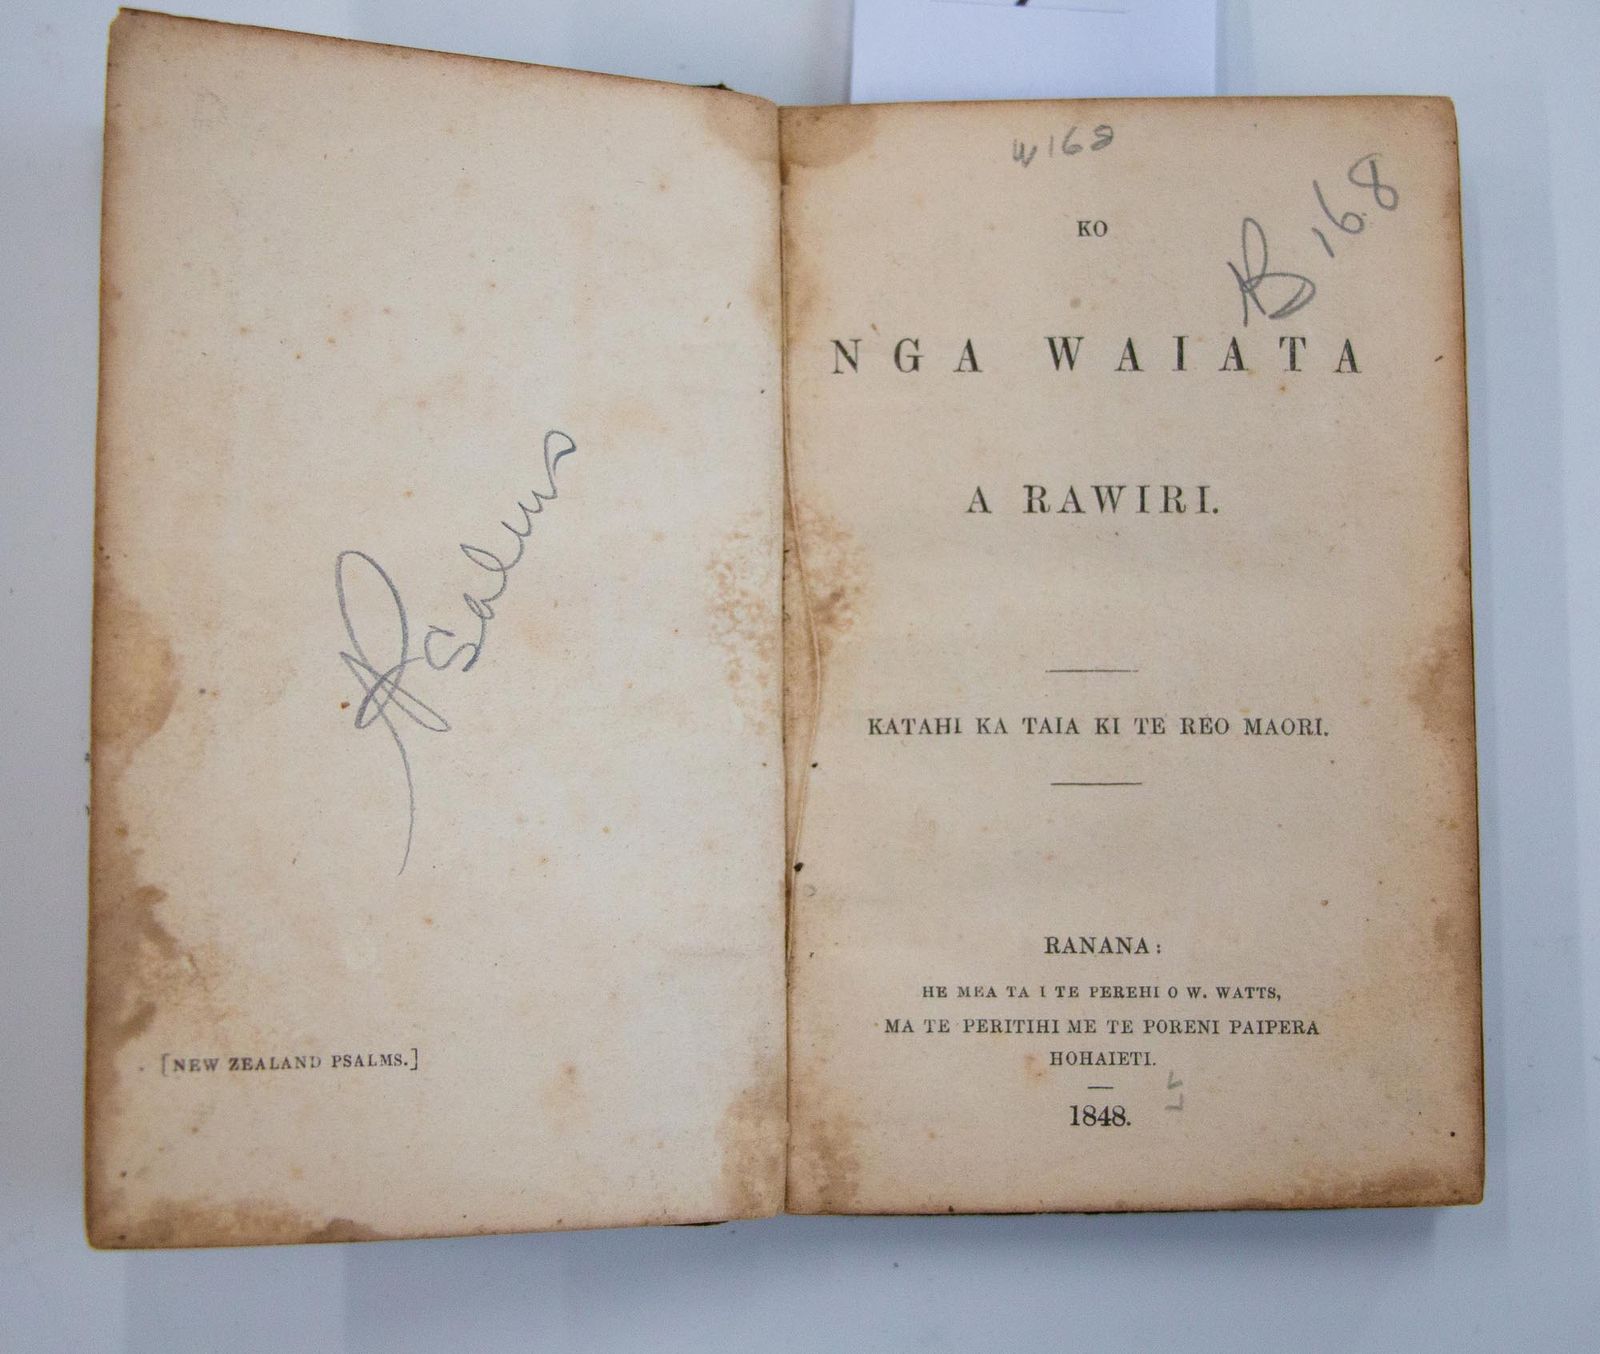 Psalms
[NEW ZEALAND PSALMS.]
W168
B168
KO
NGA WAIATA
A RAWIRI.
KATAHI KA TAIA KI TE REO MAORI.
RANANA:
HE MEA TA I TE PEREHI O W. WATTS,
MA TE PERITIHI ME TE PORENI PAIPERA
HOHAIETI.
1848.